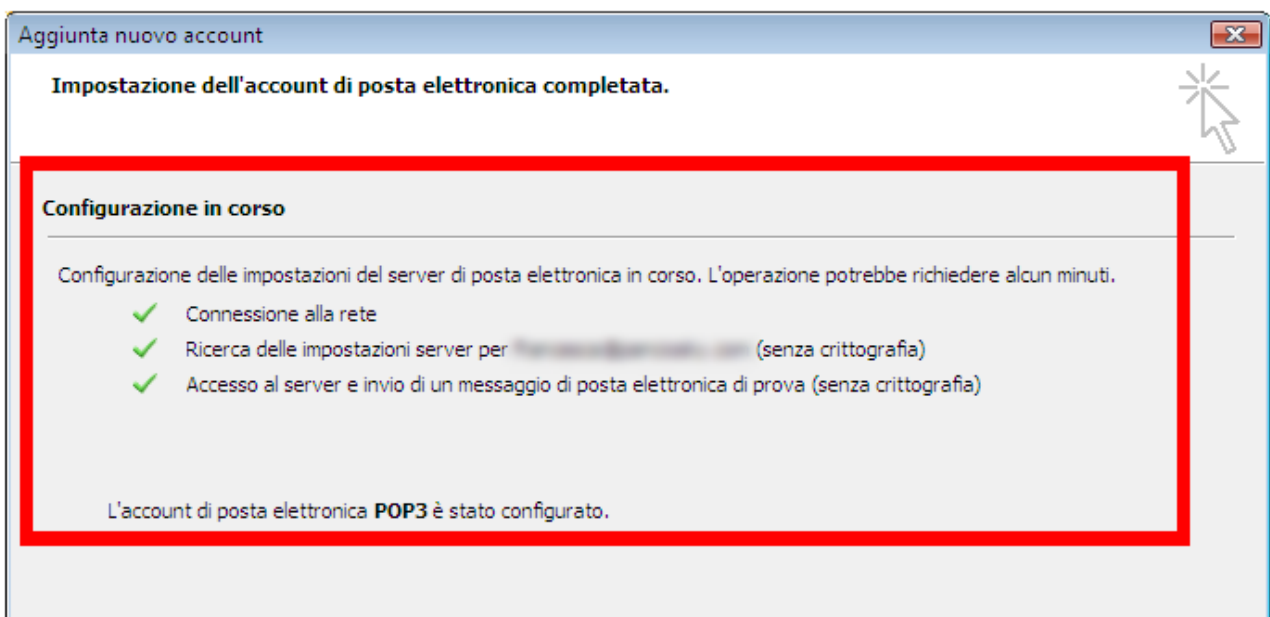 Aggiunta nuovo account
Impostazione dell'account di posta elettronica completata.
Configurazione in corso
Configurazione delle impostazioni del server di posta elettronica in corso. L'operazione potrebbe richiedere alcun minuti.
Connessione alla rete
Ricerca delle impostazioni server per (senza crittografia)
Accesso al server e invio di un messaggio di posta elettronica di prova (senza crittografia)
L'account di posta elettronica POP3 è stato configurato.